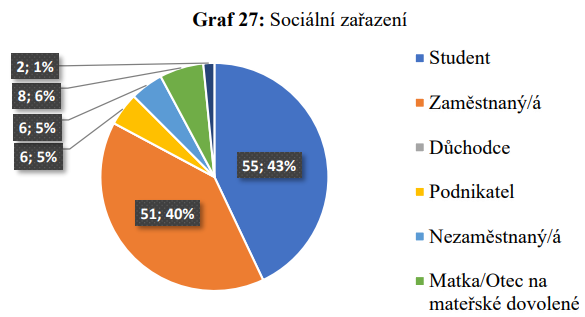 Graf 27: Sociální zařazení
2; 1%
8; 6%
6; 5%
6; 5%
55; 43%
51; 40%
Student
Zaměstnaný/á
Důchodce
Podnikatel
Nezaměstnaný/á
Matka/Otec na
mateřské dovolené